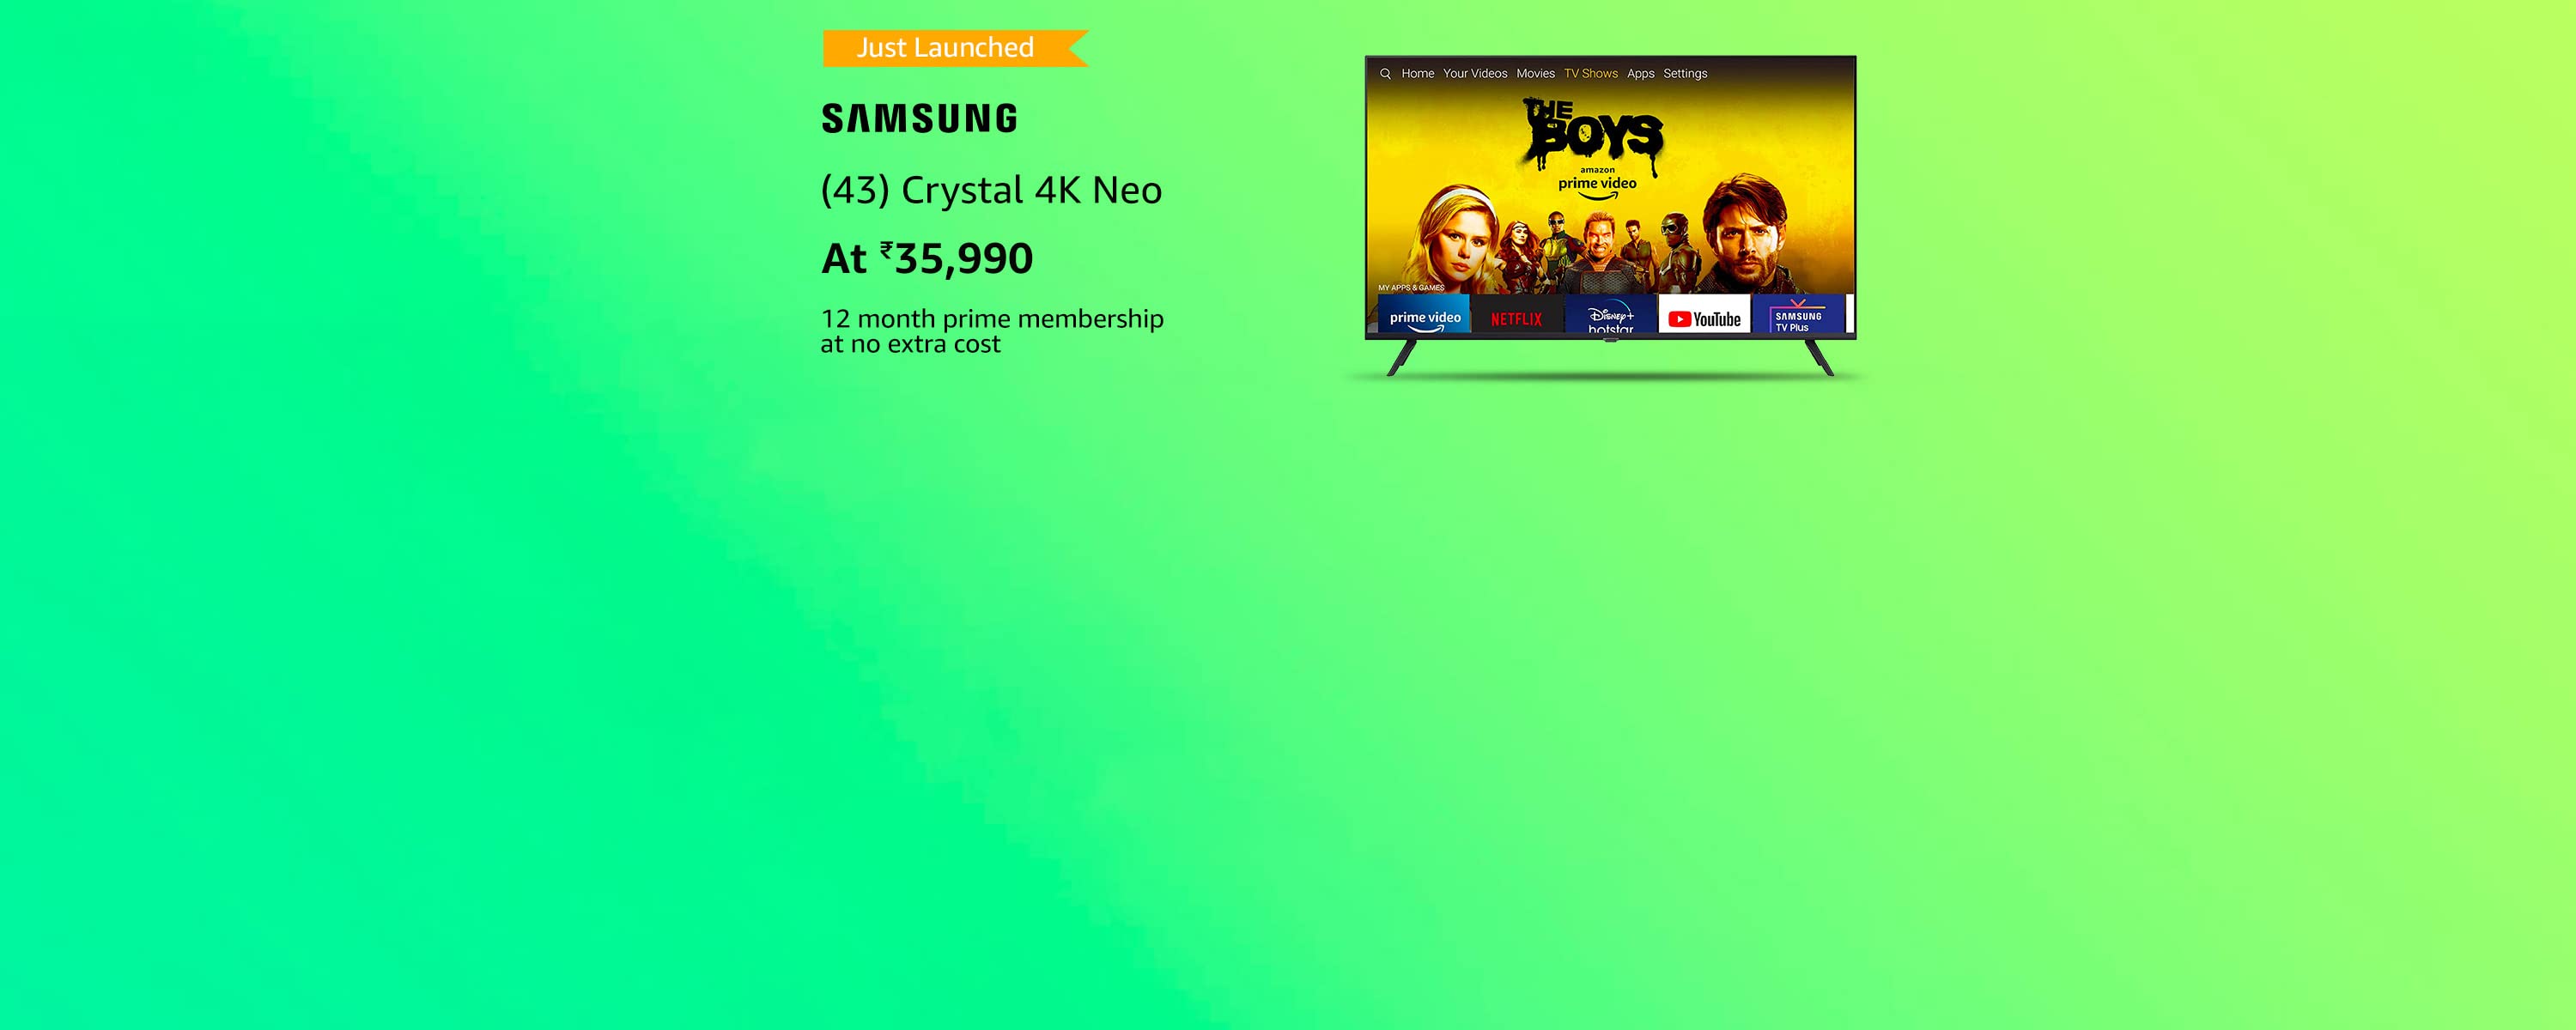 Just Launched
SAMSUNG
(43) Crystal 4K Neo
At ₹35,990
12 month prime membership
at no extra cost
Home Your Videos Movies TV Shows Apps Settings
THE
BOYS
amazon
prime video
MY APPS & GAMES
prime video
NETFLIX
Disney+
hotstar
YouTube
SAMSUNG
TV Plus